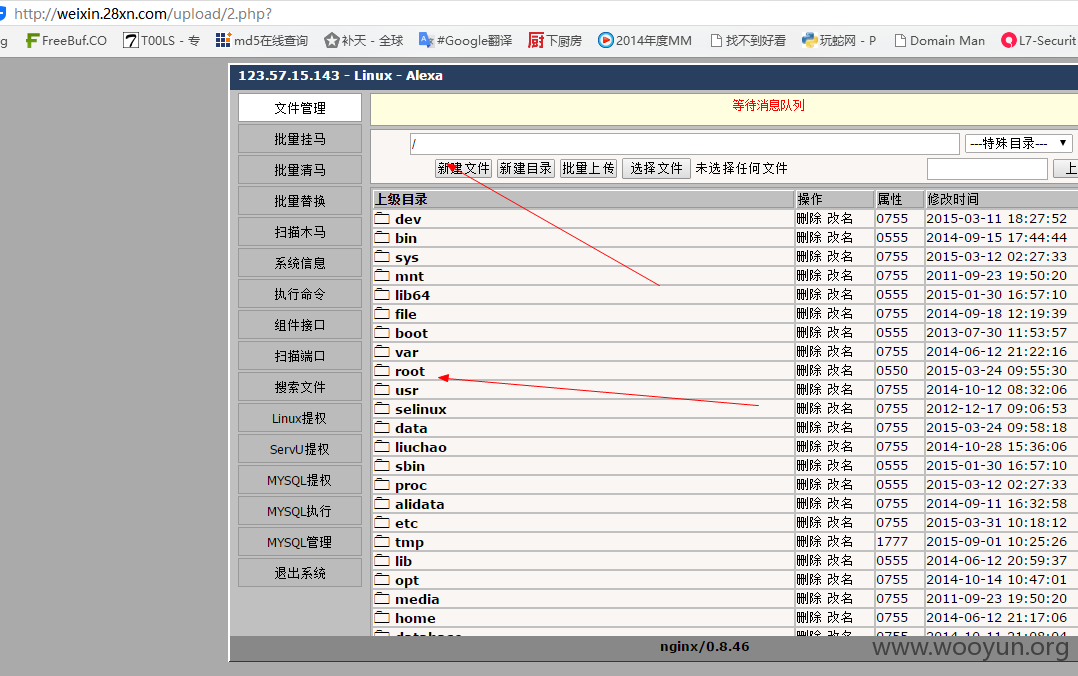 http://weixin.28xn.com/upload/2.php?
g FreeBuf.CO T00LS - 专 md5在线查询 补天 - 全球 #Google翻译 下厨房 2014年度MM 找不到好看 玩蛇网 - P Domain Man L7-Securit
123.57.15.143 - Linux - Alexa
文件管理
批量挂马
批量清马
批量替换
扫描木马
系统信息
执行命令
组件接口
扫描端口
搜索文件
Linux提权
ServU提权
MYSQL提权
MYSQL执行
MYSQL管理
退出系统
等待消息队列
/ ---特殊目录---
新建文件 新建目录 批量上传 选择文件 未选择任何文件 上
上级目录 操作 属性 修改时间
dev 删除 改名 0755 2015-03-11 18:27:52
bin 删除 改名 0555 2014-09-15 17:44:44
sys 删除 改名 0755 2015-03-12 02:27:33
mnt 删除 改名 0755 2011-09-23 19:50:20
lib64 删除 改名 0555 2015-01-30 16:57:10
file 删除 改名 0755 2014-09-18 12:19:39
boot 删除 改名 0555 2013-07-30 11:53:57
var 删除 改名 0755 2014-06-12 21:22:16
root 删除 改名 0550 2015-03-24 09:55:30
usr 删除 改名 0755 2014-10-12 08:32:06
selinux 删除 改名 0755 2012-12-17 09:06:53
data 删除 改名 0755 2015-03-24 09:58:18
liuchao 删除 改名 0755 2014-10-28 15:36:06
sbin 删除 改名 0555 2015-01-30 16:57:10
proc 删除 改名 0555 2015-03-12 02:27:33
alidata 删除 改名 0755 2014-09-11 16:32:58
etc 删除 改名 0755 2015-03-31 10:18:12
tmp 删除 改名 1777 2015-09-01 10:25:26
lib 删除 改名 0555 2014-06-12 20:59:37
opt 删除 改名 0755 2014-10-14 10:47:01
media 删除 改名 0755 2011-09-23 19:50:20
home 删除 改名 0755 2014-06-12 21:17:06
nginx/0.8.46
www.wooyun.org